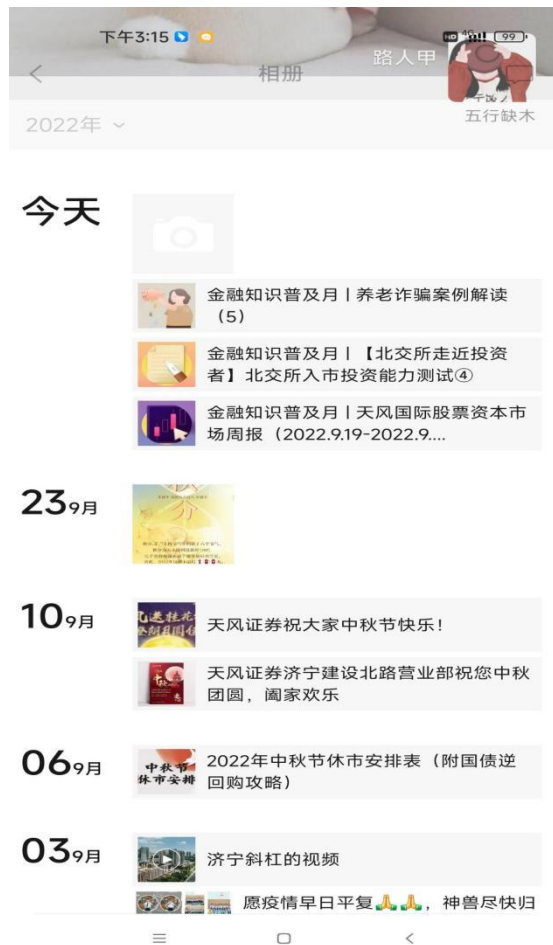 下午3:15
HD 4G 99
路人甲
相册
五行缺木
2022年
今天
金融知识普及月丨养老诈骗案例解读
(5)
金融知识普及月丨【北交所走近投资
者】北交所入市投资能力测试④
金融知识普及月丨天风国际股票资本市
场周报(2022.9.19-2022.9....
23 9月
10 9月
天风证券祝大家中秋节快乐!
中秋
天风证券济宁建设北路营业部祝您中秋
团圆,阖家欢乐
06 9月
中秋节
休市安排
2022年中秋节休市安排表(附国债逆
回购攻略)
03 9月
济宁斜杠的视频
愿疫情早日平复🙏🙏,神兽尽快归